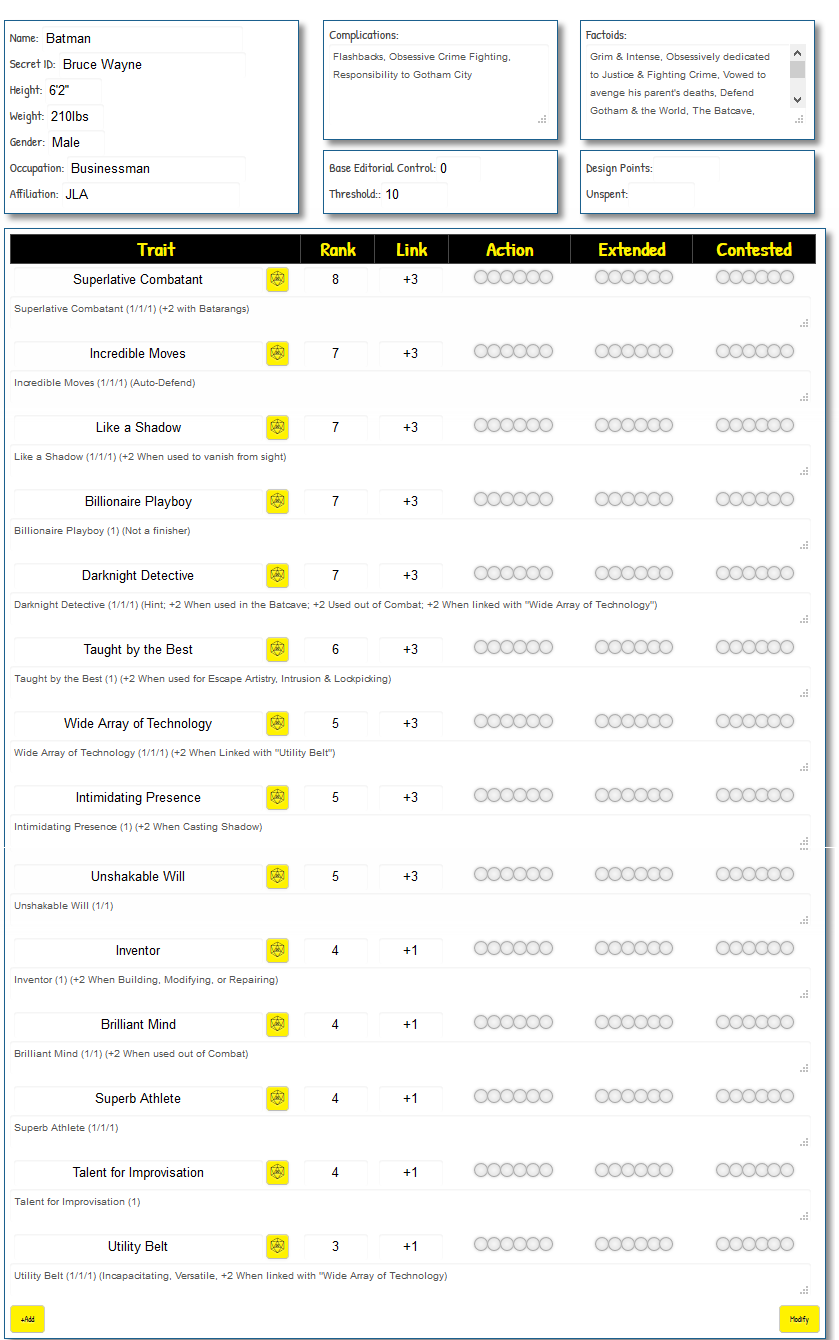 Name: Batman
Secret ID: Bruce Wayne
Height: 6'2"
Weight: 210lbs
Gender: Male
Occupation: Businessman
Affiliation: JLA
Complications:
Flashbacks, Obsessive Crime Fighting,
Responsibility to Gotham City
Factoids:
Grim & Intense, Obsessively dedicated
to Justice & Fighting Crime, Vowed to
avenge his parent's deaths, Defend
Gotham & the World, The Batcave,
Base Editorial Control: 0
Threshold:: 10
Design Points:
Unspent:
Trait Rank Link Action Extended Contested
Superlative Combatant 8 +3
Superlative Combatant (1/1/1) (+2 with Batarangs)
Incredible Moves 7 +3
Incredible Moves (1/1/1) (Auto-Defend)
Like a Shadow 7 +3
Like a Shadow (1/1/1) (+2 When used to vanish from sight)
Billionaire Playboy 7 +3
Billionaire Playboy (1) (Not a finisher)
Darknight Detective 7 +3
Darknight Detective (1/1/1) (Hint; +2 When used in the Batcave; +2 Used out of Combat; +2 When linked with "Wide Array of Technology")
Taught by the Best 6 +3
Taught by the Best (1) (+2 When used for Escape Artistry, Intrusion & Lockpicking)
Wide Array of Technology 5 +3
Wide Array of Technology (1/1/1) (+2 When Linked with "Utility Belt")
Intimidating Presence 5 +3
Intimidating Presence (1) (+2 When Casting Shadow)
Unshakable Will 5 +3
Unshakable Will (1/1)
Inventor 4 +1
Inventor (1) (+2 When Building, Modifying, or Repairing)
Brilliant Mind 4 +1
Brilliant Mind (1/1) (+2 When used out of Combat)
Superb Athlete 4 +1
Superb Athlete (1/1/1)
Talent for Improvisation 4 +1
Talent for Improvisation (1)
Utility Belt 3 +1
Utility Belt (1/1/1) (Incapacitating, Versatile, +2 When linked with "Wide Array of Technology)
+Add Modify